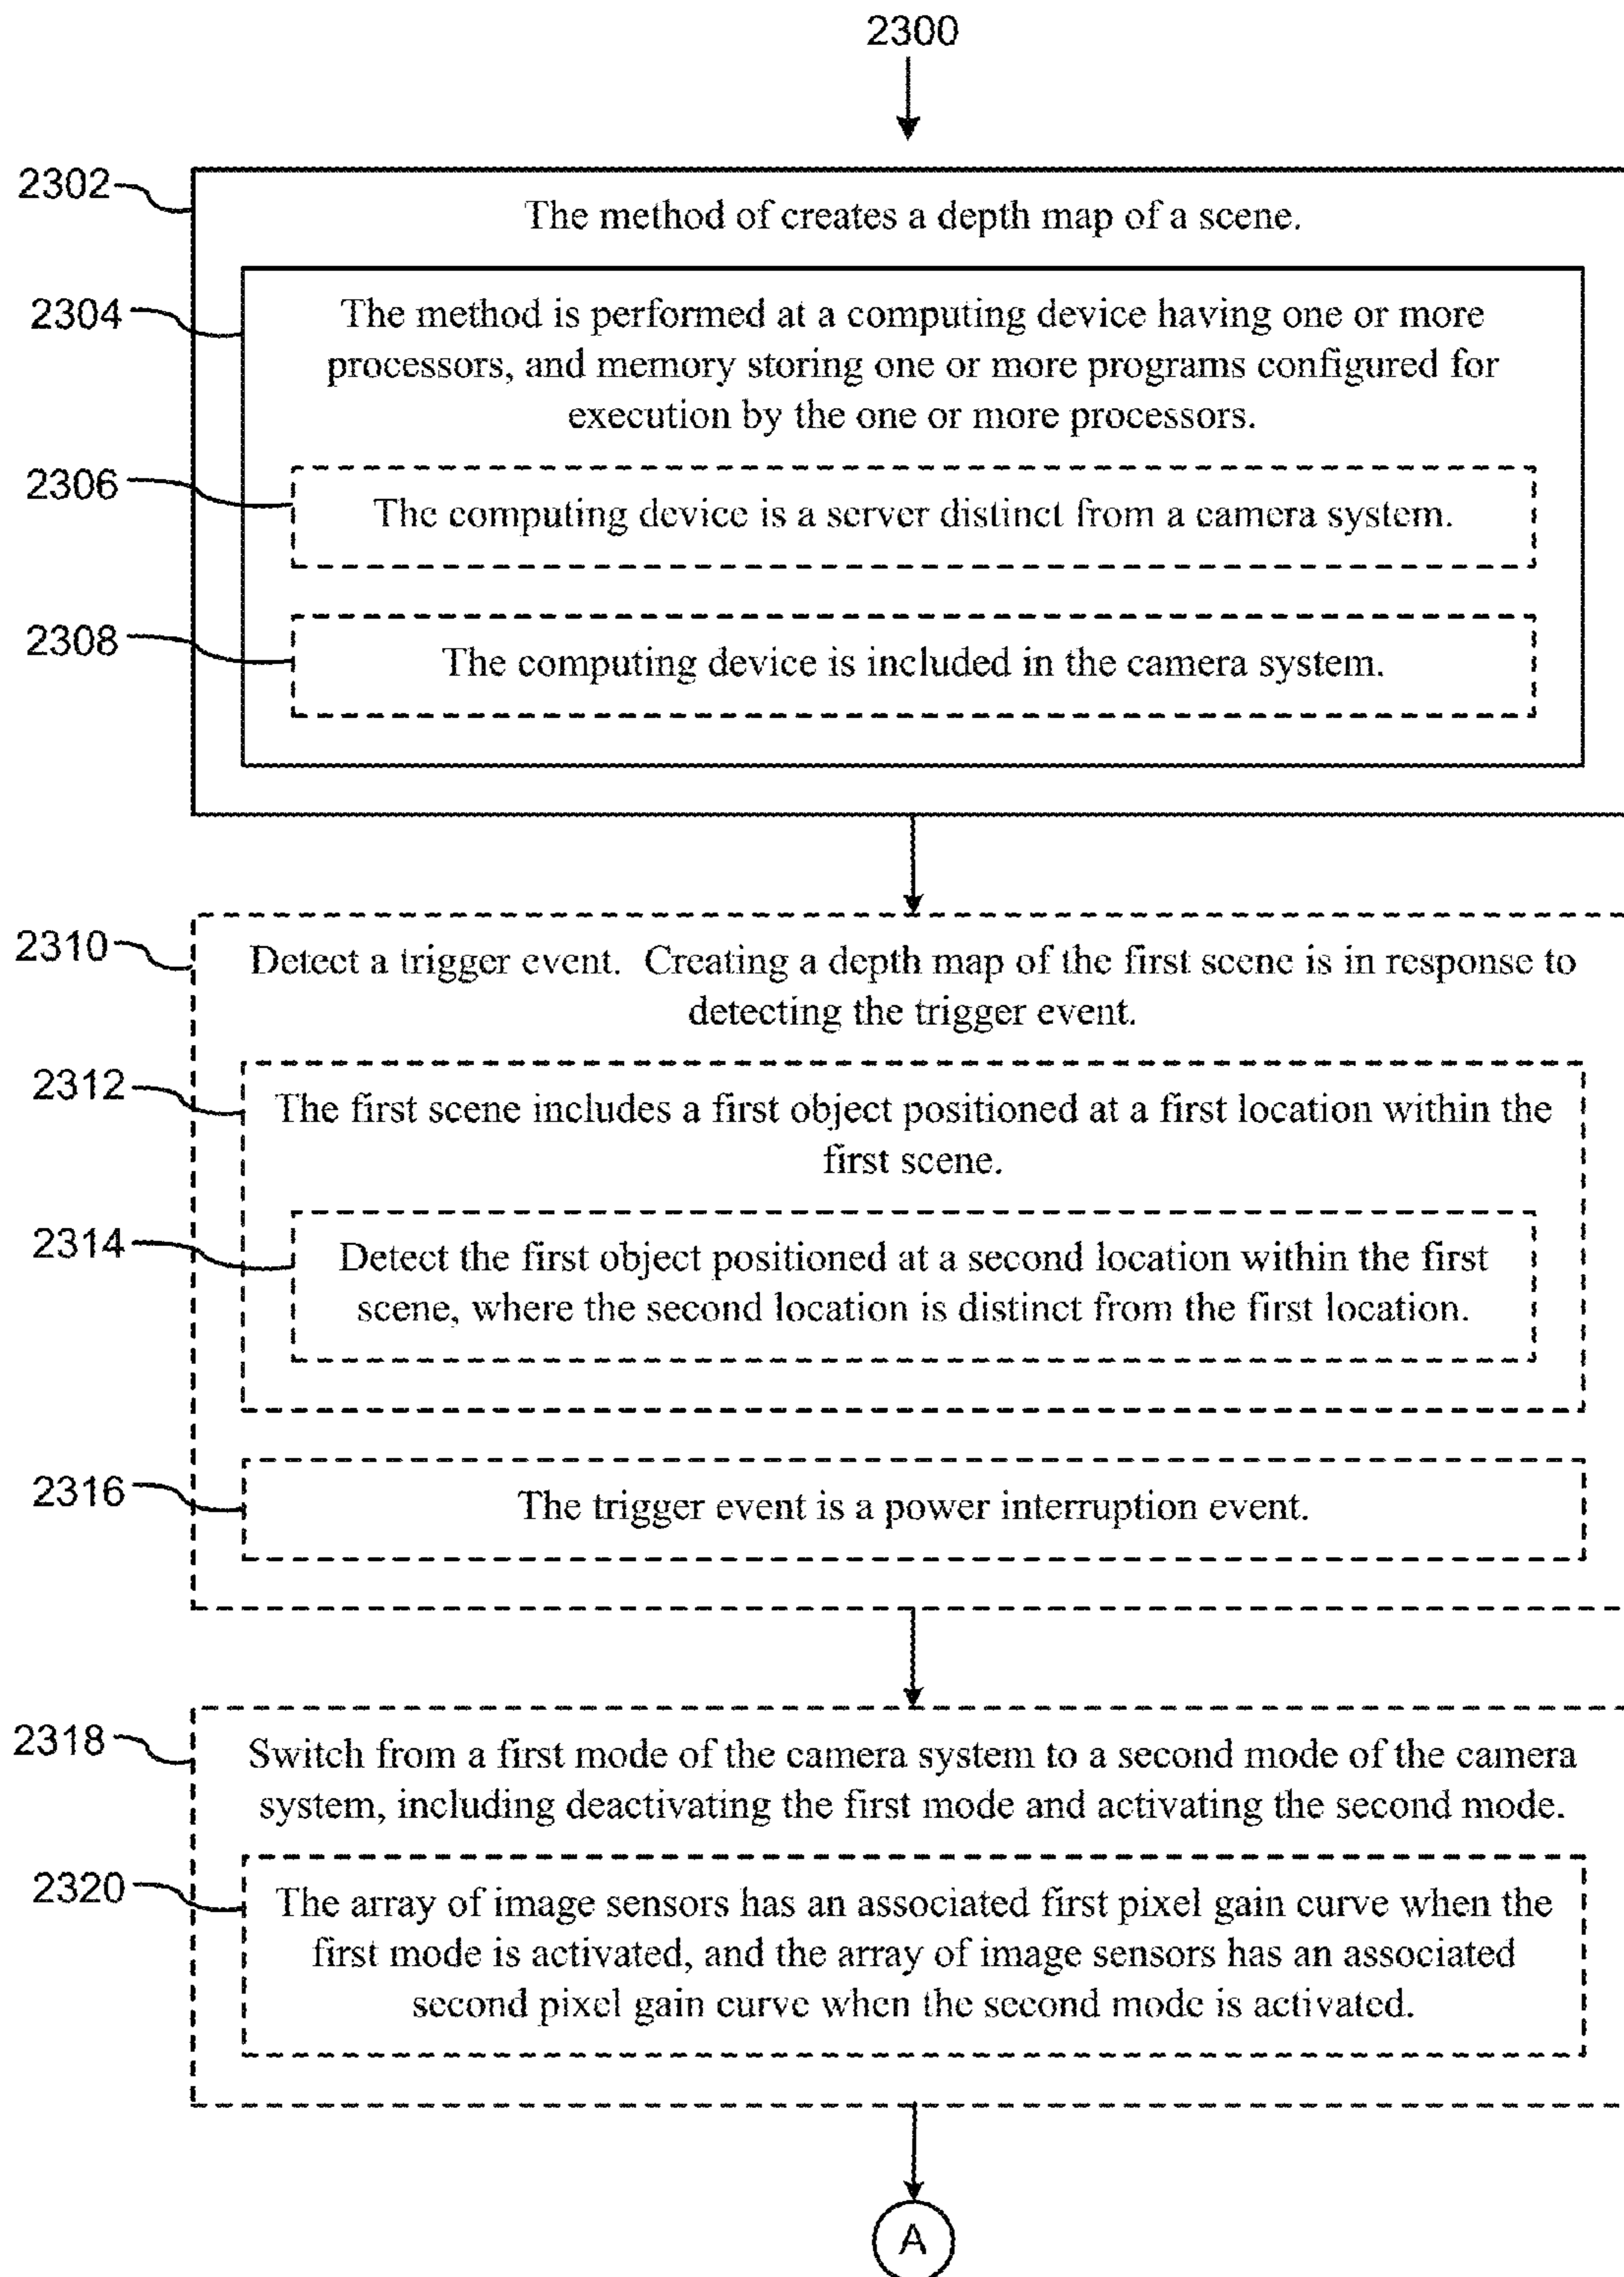 2300
2302
The method of creates a depth map of a scene.
2304
The method is performed at a computing device having one or more
processors, and memory storing one or more programs configured for
execution by the one or more processors.
2306
The computing device is a server distinct from a camera system.
2308
The computing device is included in the camera system.
2310
Detect a trigger event. Creating a depth map of the first scene is in response to
detecting the trigger event.
2312
The first scene includes a first object positioned at a first location within the
first scene.
2314
Detect the first object positioned at a second location within the first
scene, where the second location is distinct from the first location.
2316
The trigger event is a power interruption event.
2318
Switch from a first mode of the camera system to a second mode of the camera
system, including deactivating the first mode and activating the second mode.
2320
The array of image sensors has an associated first pixel gain curve when the
first mode is activated, and the array of image sensors has an associated
second pixel gain curve when the second mode is activated.
A